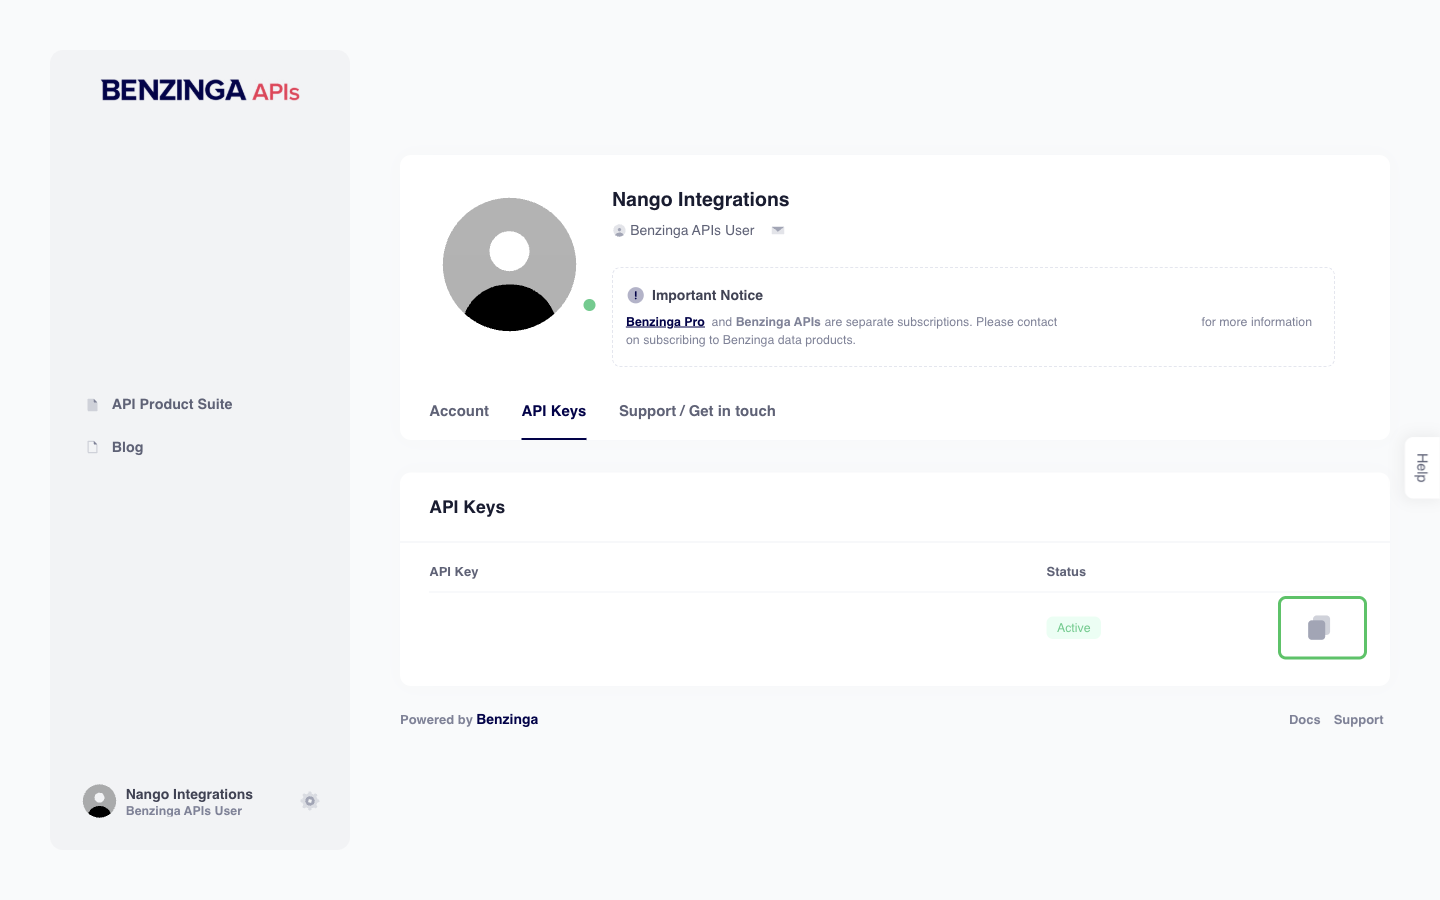 BENZINGA APIs
API Product Suite
Blog
Nango Integrations
Benzinga APIs User
Nango Integrations
Benzinga APIs User
Important Notice
Benzinga Pro and Benzinga APIs are separate subscriptions. Please contact for more information
on subscribing to Benzinga data products.
Account API Keys Support / Get in touch
API Keys
API Key Status
Active
Powered by Benzinga
Docs Support
Help